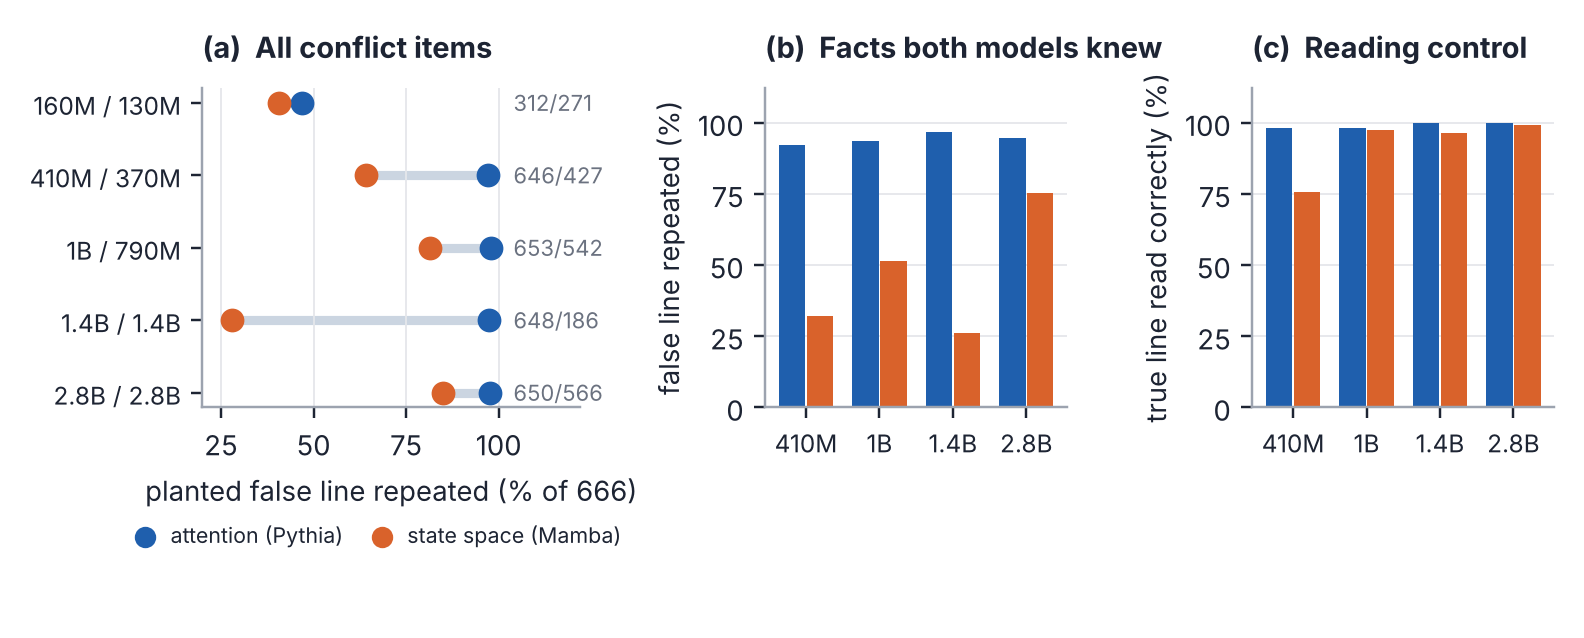 (a) All conflict items
160M / 130M
410M / 370M
1B / 790M
1.4B / 1.4B
2.8B / 2.8B
312/271
646/427
653/542
648/186
650/566
25 50 75 100
planted false line repeated (% of 666)
attention (Pythia) state space (Mamba)
(b) Facts both models knew
false line repeated (%)
100
75
50
25
0
410M 1B 1.4B 2.8B
(c) Reading control
true line read correctly (%)
100
75
50
25
0
410M 1B 1.4B 2.8B